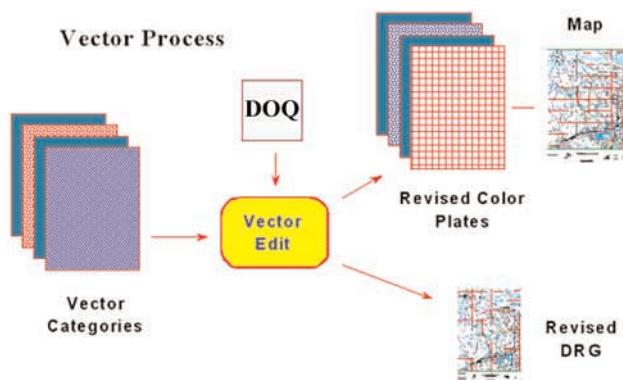 Vector Process
Map
DOQ
Revised Color
Plates
Vector
Edit
Vector
Categories
Revised
DRG